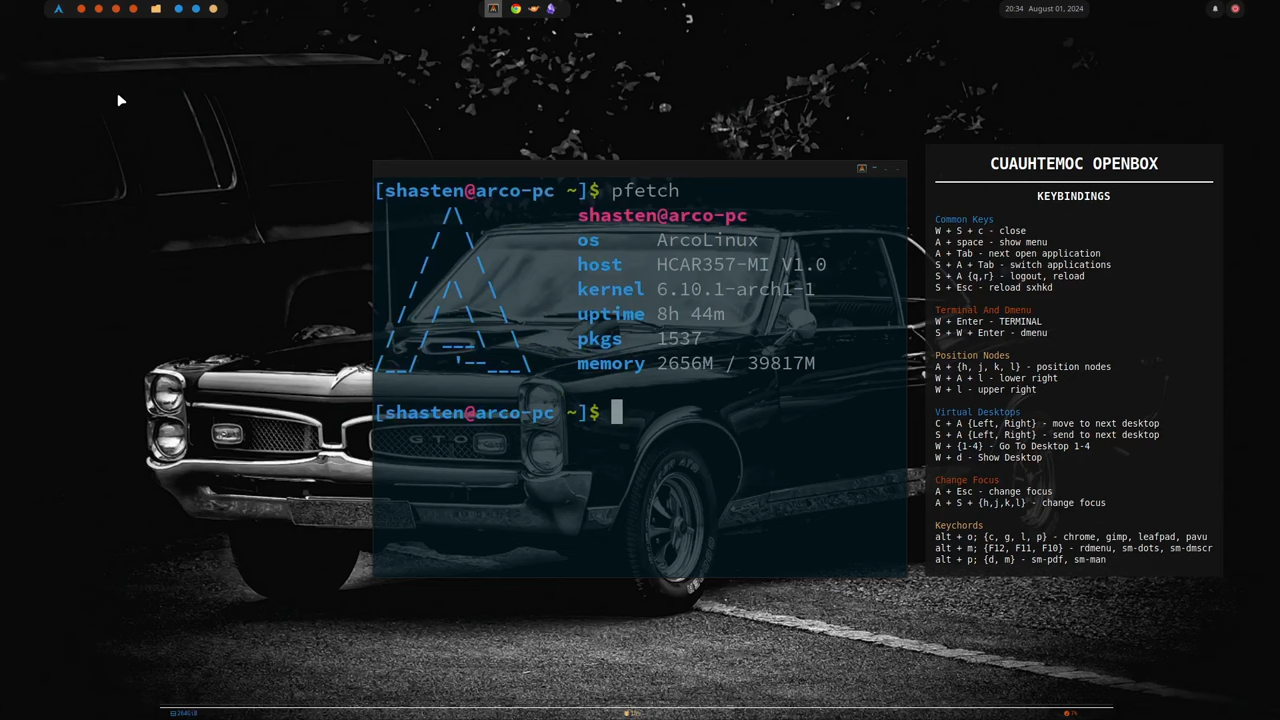 20:34 August 01, 2024
[shasten@arco-pc ~]$ pfetch
shasten@arco-pc
os ArcoLinux
host HCAR357-MI V1.0
kernel 6.10.1-arch1-1
uptime 8h 44m
pkgs 1537
memory 2656M / 39817M
[shasten@arco-pc ~]$
GTO
CUAUHTEMOC OPENBOX
KEYBINDINGS
Common Keys
W + S + c - close
A + space - show menu
A + Tab - next open application
S + A + Tab - switch applications
S + A {q,r} - logout, reload
S + Esc - reload sxhkd
Terminal And Dmenu
W + Enter - TERMINAL
S + W + Enter - dmenu
Position Nodes
A + {h, j, k, l} - position nodes
W + A + l - lower right
W + l - upper right
Virtual Desktops
C + A {Left, Right} - move to next desktop
S + A {Left, Right} - send to next desktop
W + {1-4} - Go To Desktop 1-4
W + d - Show Desktop
Change Focus
A + Esc - change focus
A + S + {h,j,k,l} - change focus
Keychords
alt + o; {c, g, l, p} - chrome, gimp, leafpad, pavu
alt + m; {F12, F11, F10} - rdmenu, sm-dots, sm-dmscr
alt + p; {d, m} - sm-pdf, sm-man